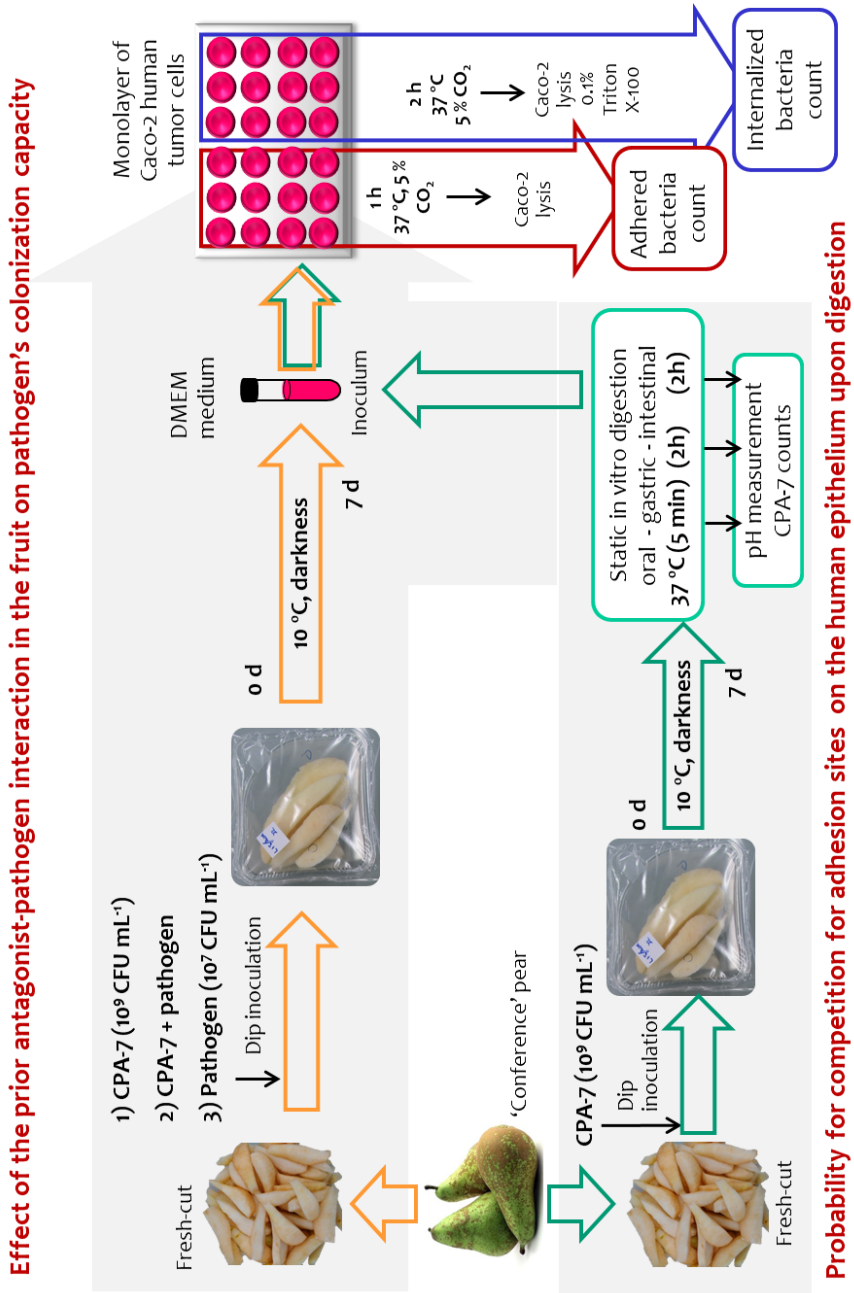 Effect of the prior antagonist-pathogen interaction in the fruit on pathogen's colonization capacity
Fresh-cut
1) CPA-7 (10⁹ CFU mL⁻¹)
2) CPA-7 + pathogen
3) Pathogen (10⁷ CFU mL⁻¹)
Dip inoculation
0 d
10 °C, darkness
7 d
DMEM
medium
Inoculum
Monolayer of
Caco-2 human
tumor cells
1 h
37 °C, 5 %
CO₂
Caco-2
lysis
Adhered
bacteria
count
2 h
37 °C
5 % CO₂
Caco-2
lysis
0.1%
Triton
X-100
Internalized
bacteria
count
'Conference' pear
Fresh-cut
CPA-7 (10⁹ CFU mL⁻¹)
Dip
inoculation
0 d
10 °C, darkness
7 d
Static in vitro digestion
oral - gastric - intestinal
37 °C (5 min) (2h) (2h)
pH measurement
CPA-7 counts
Probability for competition for adhesion sites on the human epithelium upon digestion